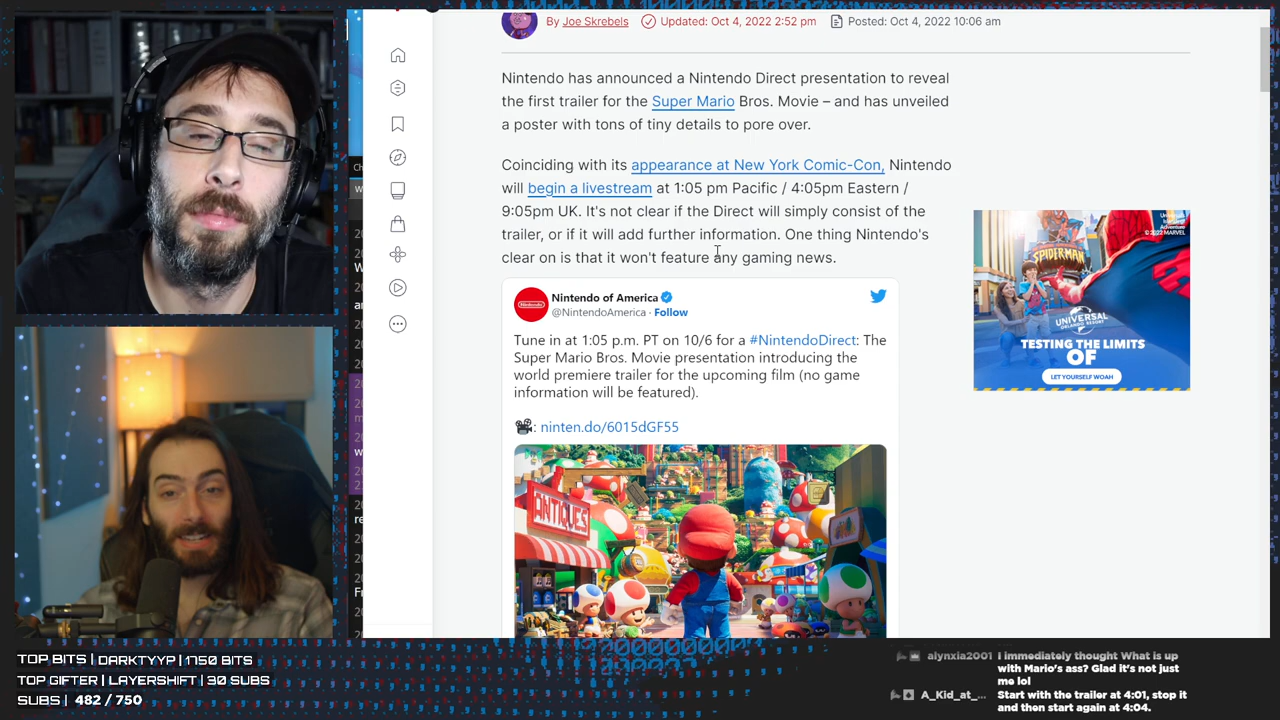 By Joe Skrebels Updated: Oct 4, 2022 2:52 pm Posted: Oct 4, 2022 10:06 am
Nintendo has announced a Nintendo Direct presentation to reveal
the first trailer for the Super Mario Bros. Movie – and has unveiled
a poster with tons of tiny details to pore over.
Coinciding with its appearance at New York Comic-Con, Nintendo
will begin a livestream at 1:05 pm Pacific / 4:05pm Eastern /
9:05pm UK. It's not clear if the Direct will simply consist of the
trailer, or if it will add further information. One thing Nintendo's
clear on is that it won't feature any gaming news.
Nintendo of America
@NintendoAmerica · Follow
Tune in at 1:05 p.m. PT on 10/6 for a #NintendoDirect: The
Super Mario Bros. Movie presentation introducing the
world premiere trailer for the upcoming film (no game
information will be featured).
: ninten.do/6015dGF55
ANTIQUES
SPIDERMAN
UNIVERSAL
ORLANDO RESORT
TESTING THE LIMITS
OF
LET YOURSELF WOAH
TOP BITS | DARKTYYP | 1750 BITS
TOP GIFTER | LAYERSHIFT | 30 SUBS
SUBS | 482 / 750
alynxia2001 I immediately thought What is up
with Mario's ass? Glad it's not just
me lol
A_Kid_at_... Start with the trailer at 4:01, stop it
and then start again at 4:04.